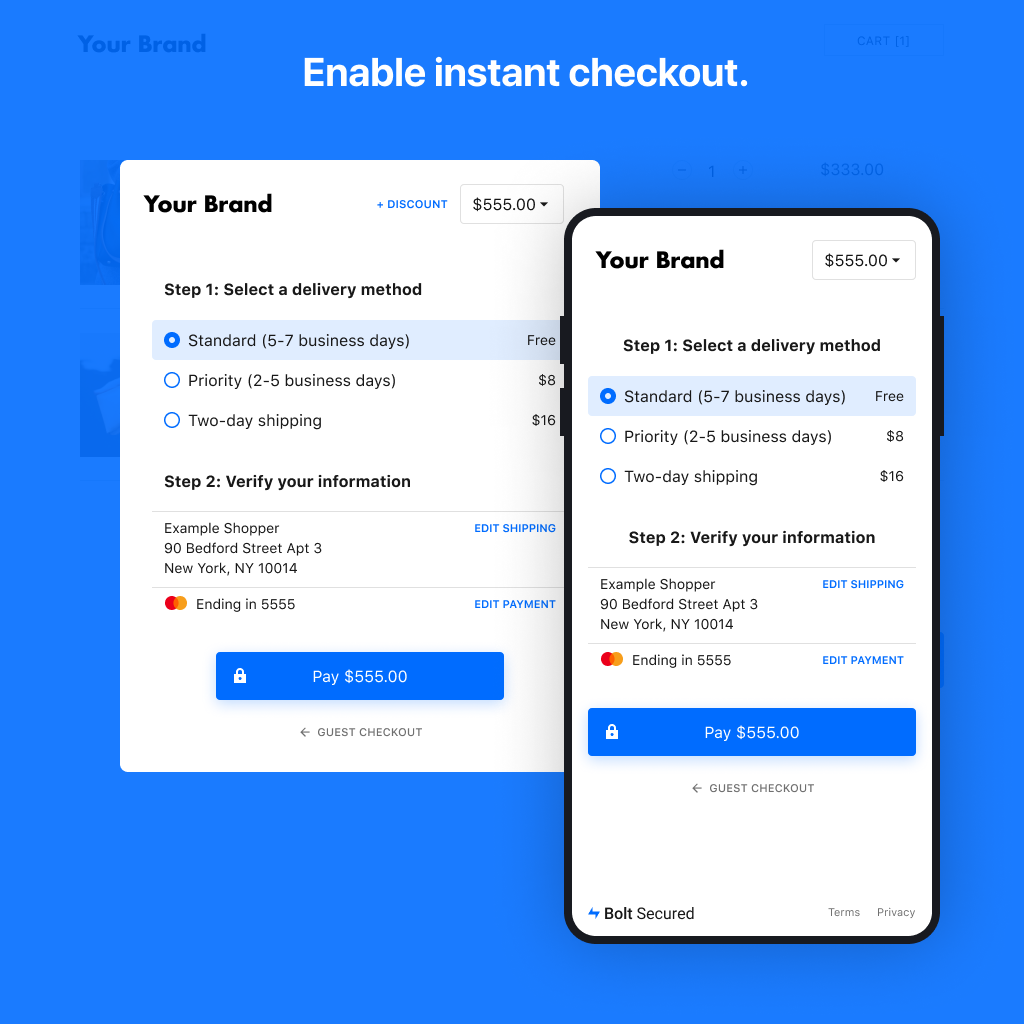 Your Brand
CART [1]
Enable instant checkout.
− 1 + $333.00
Your Brand
+ DISCOUNT
$555.00
Step 1: Select a delivery method
Standard (5-7 business days) Free
Priority (2-5 business days) $8
Two-day shipping $16
Step 2: Verify your information
Example Shopper EDIT SHIPPING
90 Bedford Street Apt 3
New York, NY 10014
Ending in 5555 EDIT PAYMENT
Pay $555.00
← GUEST CHECKOUT
Your Brand
$555.00
Step 1: Select a delivery method
Standard (5-7 business days) Free
Priority (2-5 business days) $8
Two-day shipping $16
Step 2: Verify your information
Example Shopper EDIT SHIPPING
90 Bedford Street Apt 3
New York, NY 10014
Ending in 5555 EDIT PAYMENT
Pay $555.00
← GUEST CHECKOUT
Bolt Secured
Terms Privacy